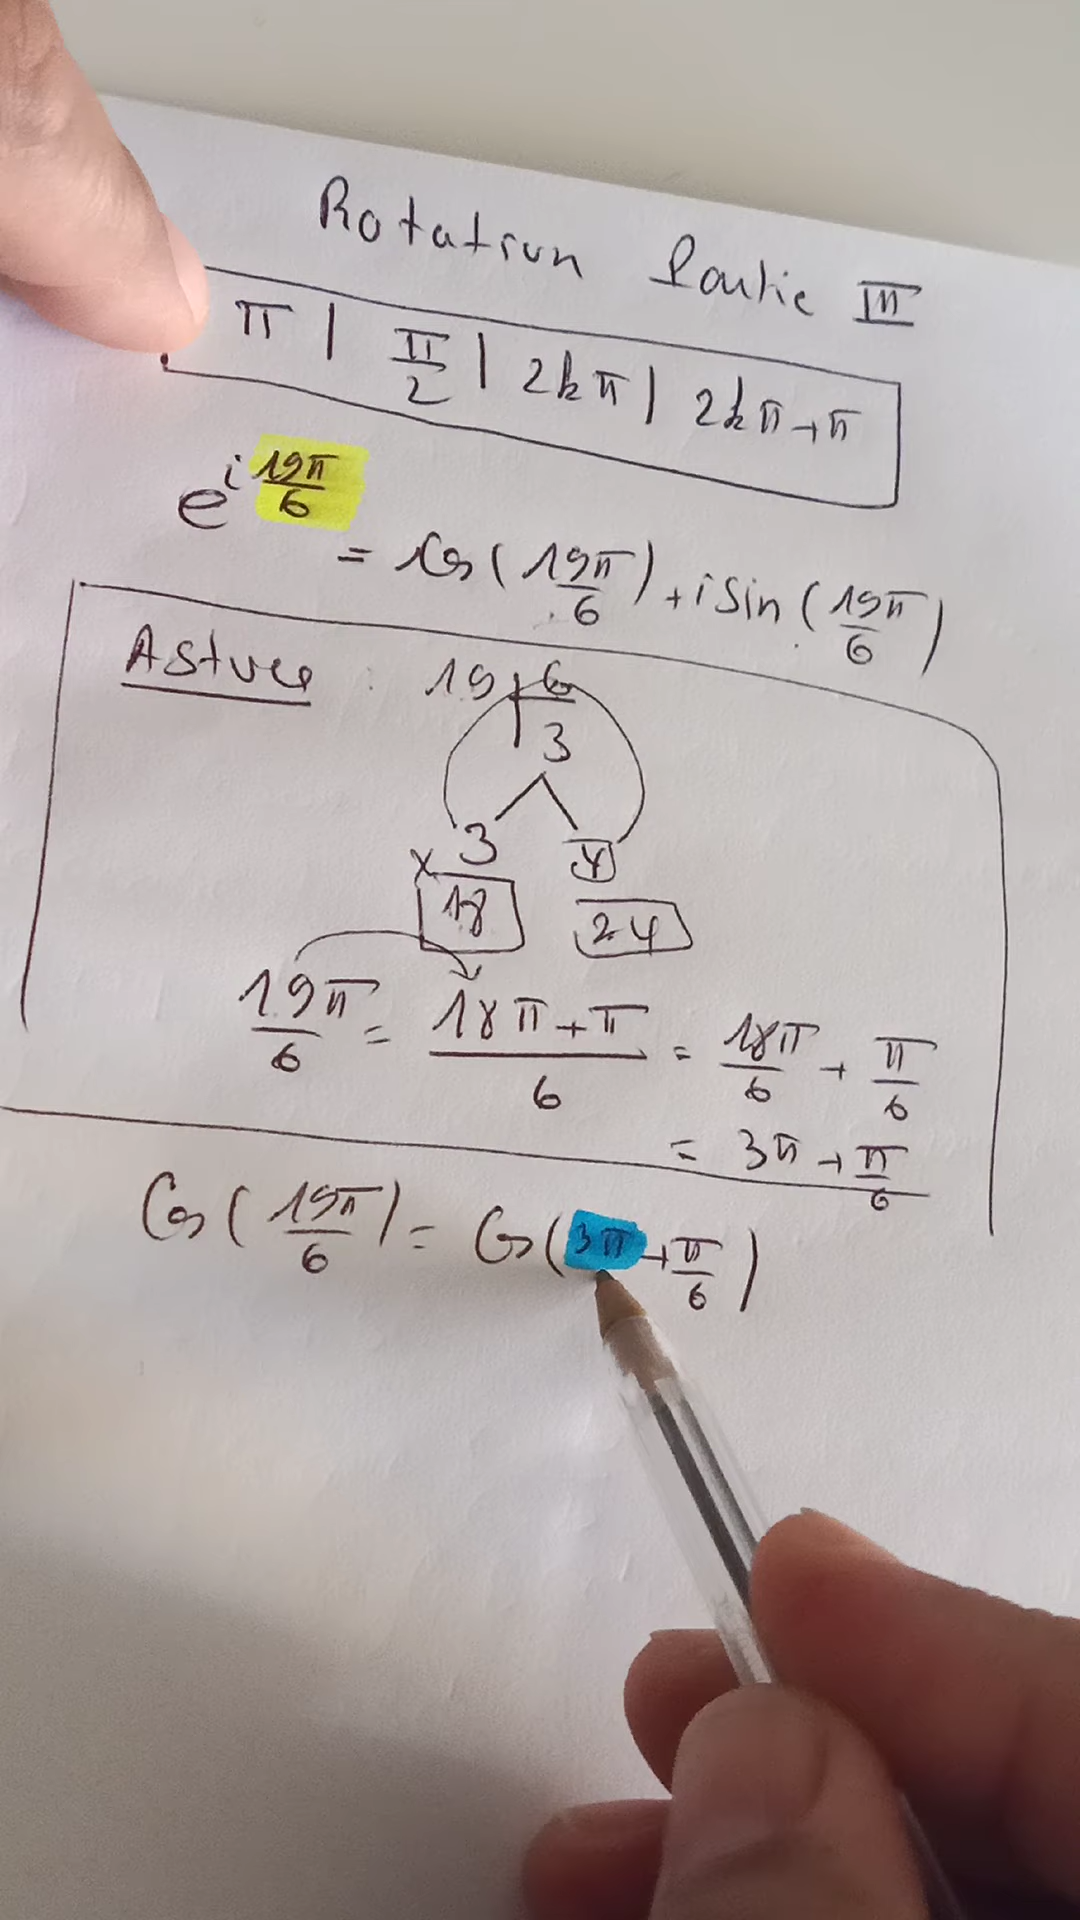 Rotation Partie III
π | π/2 | 2kπ | 2kπ+π
e^(i 19π/6)
= Cos(19π/6) + i Sin(19π/6)
Astuce : 19 | 6
3
x 3 4
18 24
19π/6 = (18π+π)/6 = 18π/6 + π/6
= 3π + π/6
Cos(19π/6) = Cos(3π + π/6)